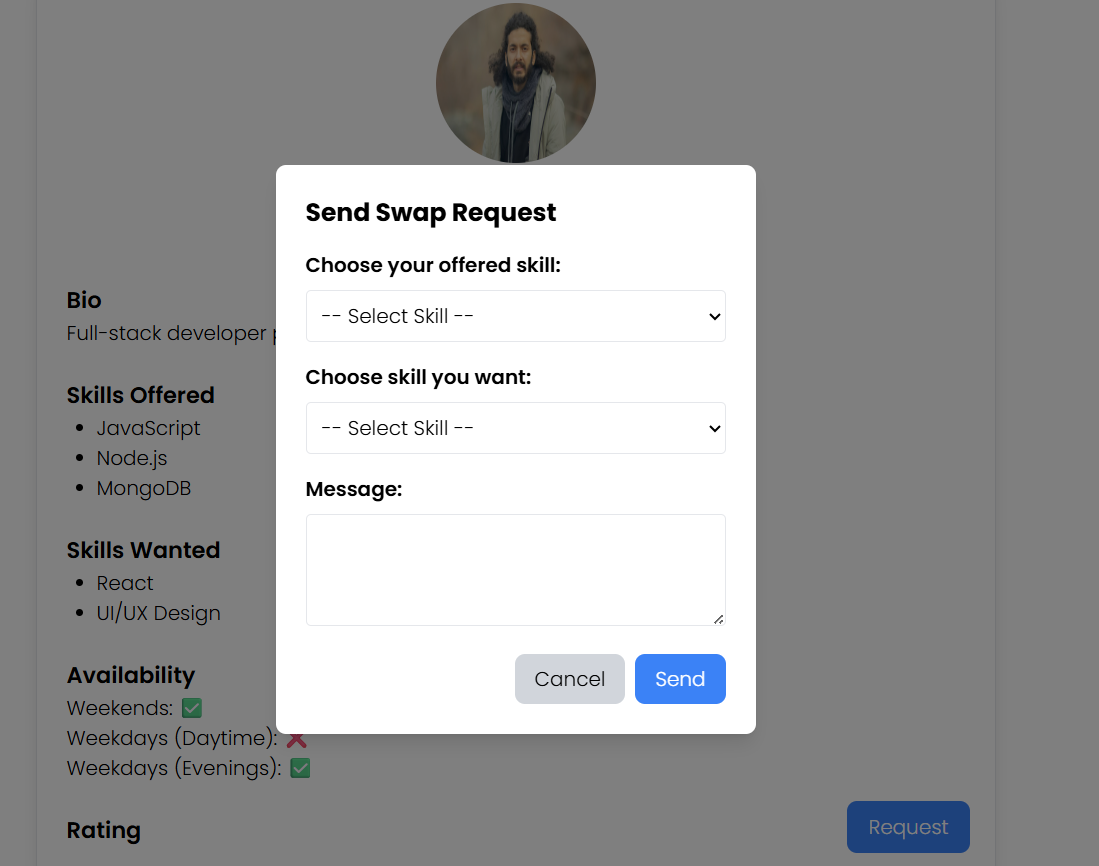 Send Swap Request
Choose your offered skill:
-- Select Skill --
Choose skill you want:
-- Select Skill --
Message:
Cancel
Send
Bio
Full-stack developer
Skills Offered
JavaScript
Node.js
MongoDB
Skills Wanted
React
UI/UX Design
Availability
Weekends: ✅
Weekdays (Daytime): ❌
Weekdays (Evenings): ✅
Rating
Request